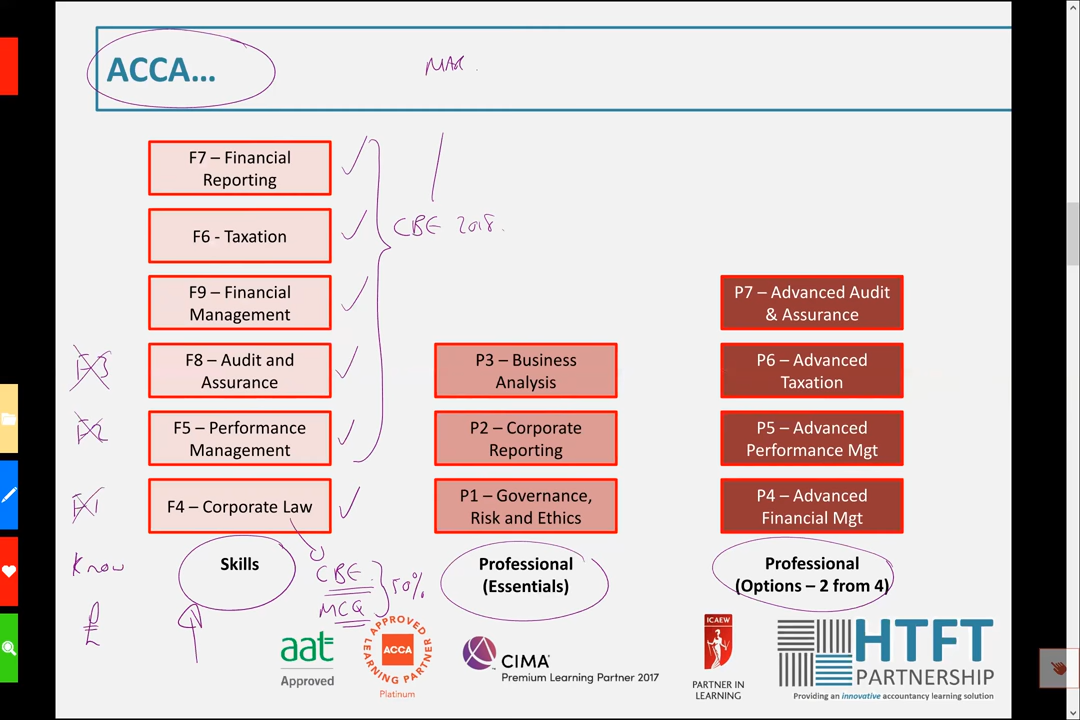 ACCA...
MAR.
F7 – Financial
Reporting
F6 - Taxation
CBE 2018.
F9 – Financial
Management
P7 – Advanced Audit
& Assurance
F3
F8 – Audit and
Assurance
P3 – Business
Analysis
P6 – Advanced
Taxation
F2
F5 – Performance
Management
P2 – Corporate
Reporting
P5 – Advanced
Performance Mgt
F1
F4 – Corporate Law
P1 – Governance,
Risk and Ethics
P4 – Advanced
Financial Mgt
Know
Skills
CBE
MCQ
50%
Professional
(Essentials)
Professional
(Options – 2 from 4)
£
aat
Approved
APPROVED
LEARNING PARTNER
ACCA
Platinum
CIMA
Premium Learning Partner 2017
ICAEW
PARTNER IN
LEARNING
HTFT
PARTNERSHIP
Providing an innovative accountancy learning solution